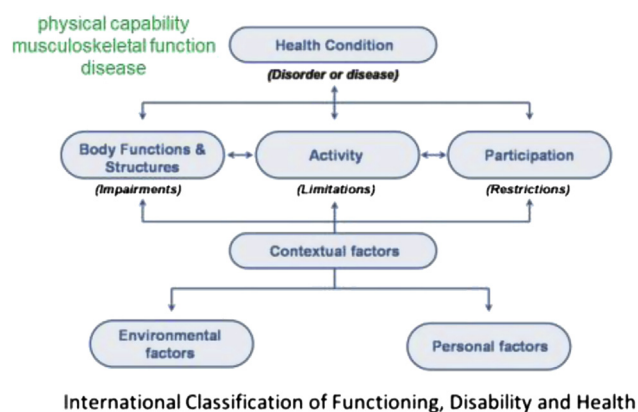 physical capability
musculoskeletal function
disease
Health Condition
(Disorder or disease)
Body Functions &
Structures
(Impairments)
Activity
(Limitations)
Participation
(Restrictions)
Contextual factors
Environmental
factors
Personal factors
International Classification of Functioning, Disability and Health